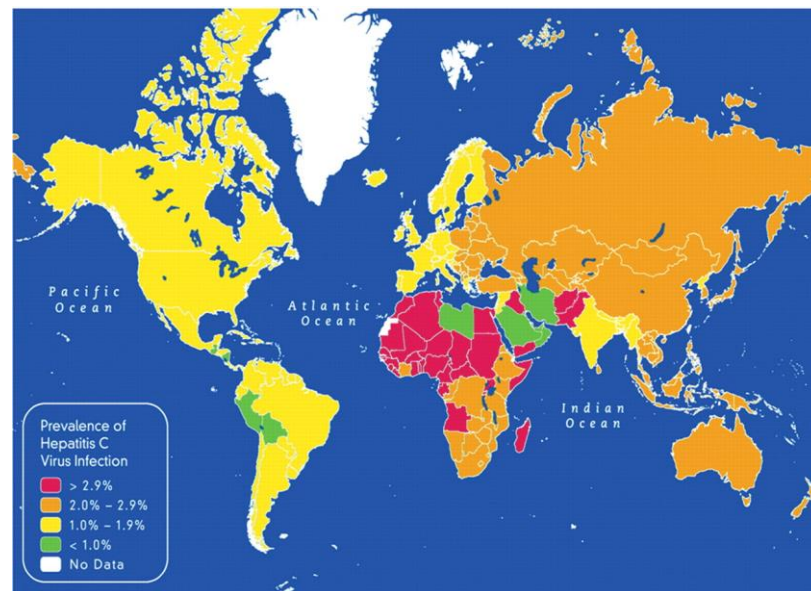 Pacific
Ocean
Atlantic
Ocean
Indian
Ocean
Prevalence of
Hepatitis C
Virus Infection
> 2.9%
2.0% – 2.9%
1.0% – 1.9%
< 1.0%
No Data